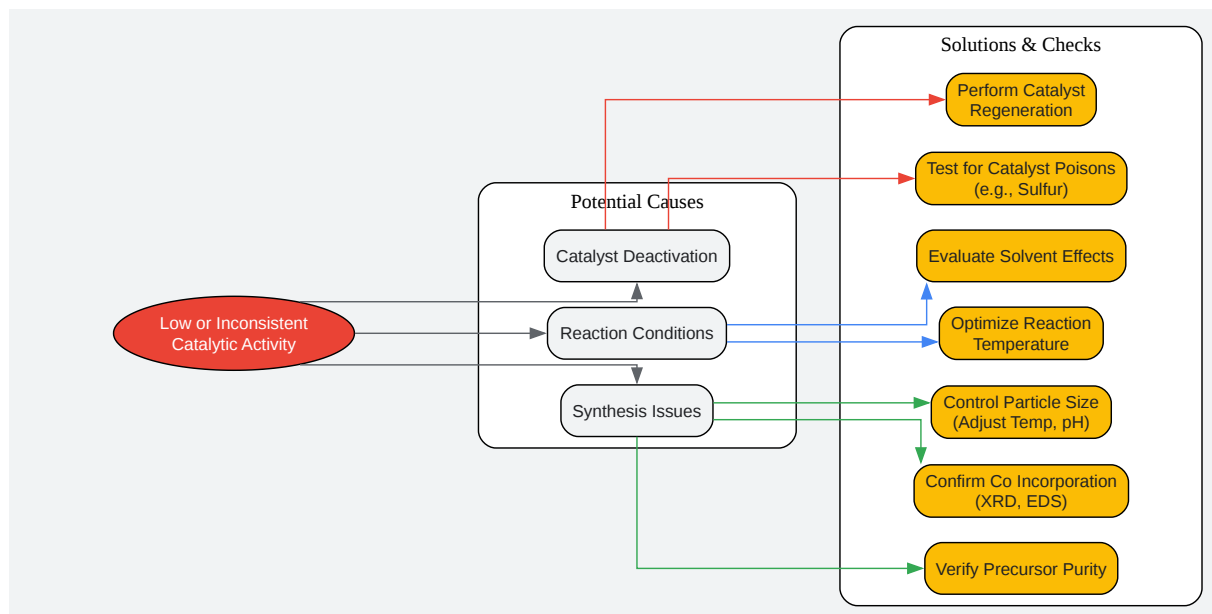 Low or Inconsistent
Catalytic Activity
Potential Causes
Catalyst Deactivation
Reaction Conditions
Synthesis Issues
Solutions & Checks
Perform Catalyst
Regeneration
Test for Catalyst Poisons
(e.g., Sulfur)
Evaluate Solvent Effects
Optimize Reaction
Temperature
Control Particle Size
(Adjust Temp, pH)
Confirm Co Incorporation
(XRD, EDS)
Verify Precursor Purity